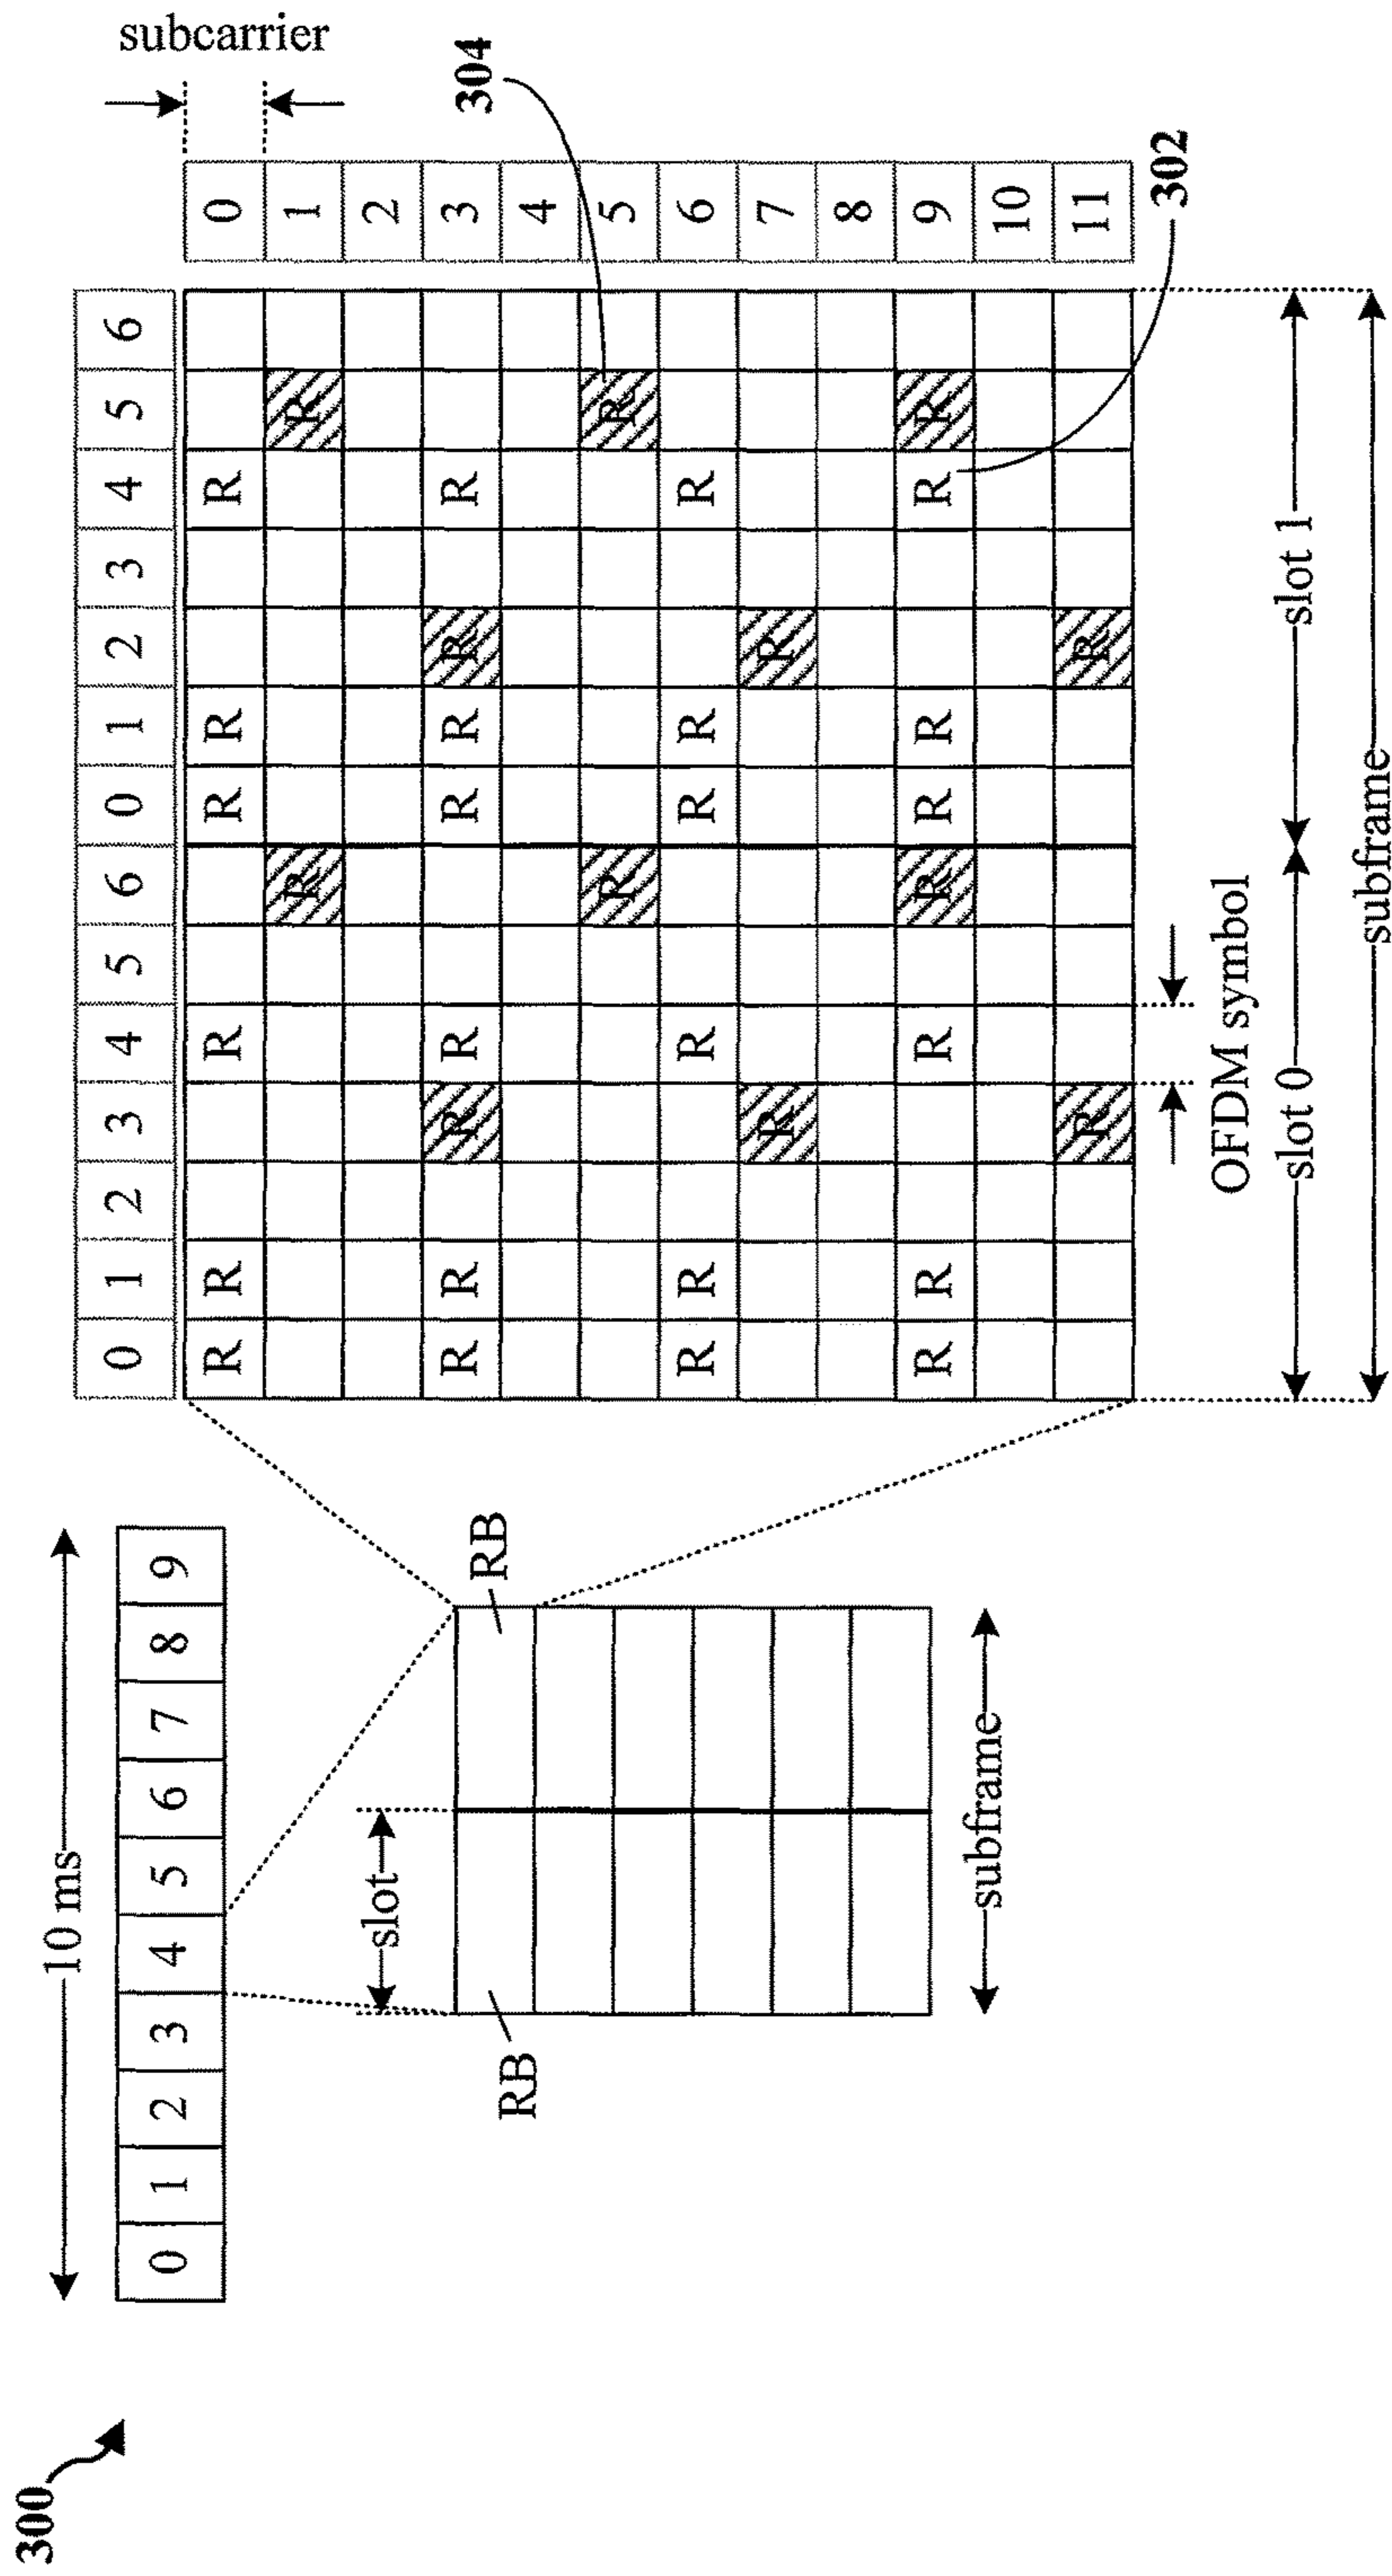 300
10 ms
0 1 2 3 4 5 6 7 8 9
slot
RB
RB
subframe
0 1 2 3 4 5 6 0 1 2 3 4 5 6
subcarrier
R R R R R R 0
R R 1
2
R R R R R R R R 3
4
R R 5
R R R R R R 6
R R 7
8
R R R R R R R R 9
10
R R 11
304
302
OFDM symbol
slot 0
slot 1
subframe